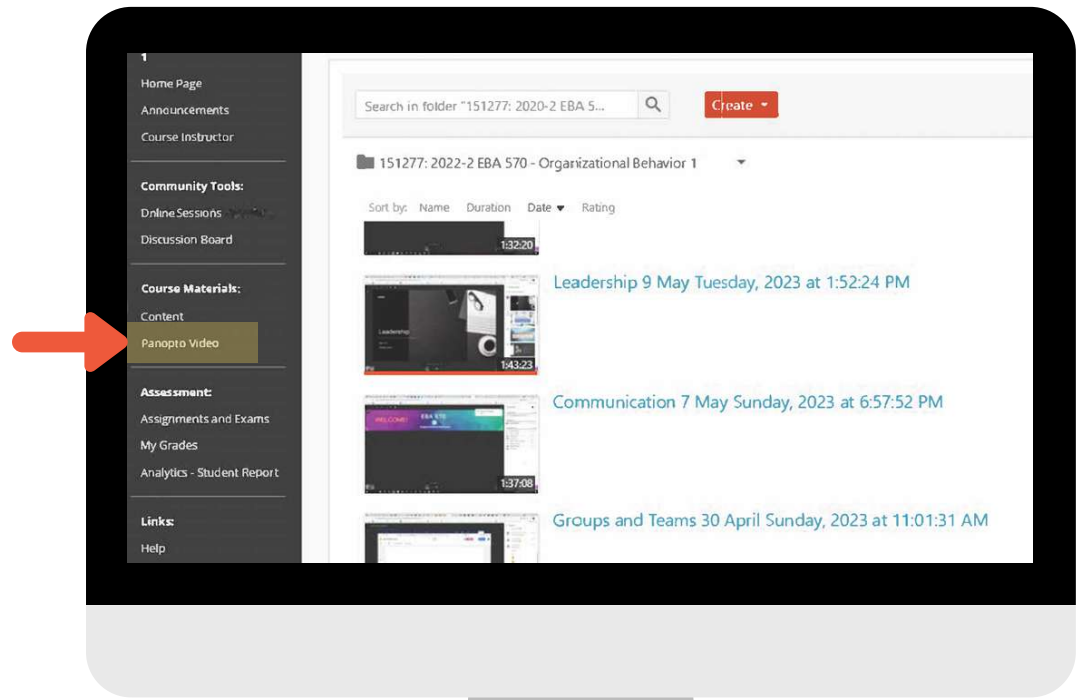 1
Home Page
Announcements
Course Instructor
Community Tools:
Online Sessions
Discussion Board
Course Materials:
Content
Panopto Video
Assessment:
Assignments and Exams
My Grades
Analytics - Student Report
Links:
Help
Search in folder "151277: 2020-2 EBA 5...
Create
151277: 2022-2 EBA 570 - Organizational Behavior 1
Sort by: Name Duration Date Rating
1:32:20
Leadership 9 May Tuesday, 2023 at 1:52:24 PM
Leadership
1:43:23
Communication 7 May Sunday, 2023 at 6:57:52 PM
WELCOME! EBA 570
1:37:08
Groups and Teams 30 April Sunday, 2023 at 11:01:31 AM